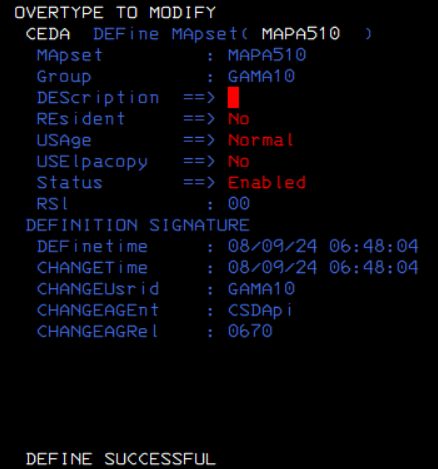 OVERTYPE TO MODIFY
CEDA  DEFine MApset( MAPA510  )
MApset         : MAPA510
Group          : GAMA10
DEScription  ==>
REsident     ==> No
USAge        ==> Normal
USElpacopy   ==> No
Status       ==> Enabled
RSl            : 00
DEFINITION SIGNATURE
DEFinetime     : 08/09/24 06:48:04
CHANGETime     : 08/09/24 06:48:04
CHANGEUsrid    : GAMA10
CHANGEAGEnt    : CSDApi
CHANGEAGRel    : 0670
DEFINE SUCCESSFUL